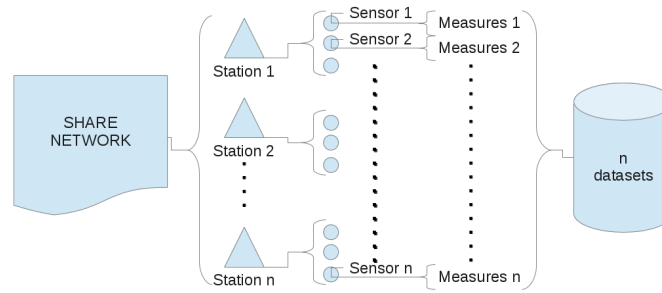 SHARE
NETWORK
Station 1
Station 2
Station n
Sensor 1
Sensor 2
Sensor n
Measures 1
Measures 2
Measures n
n
datasets